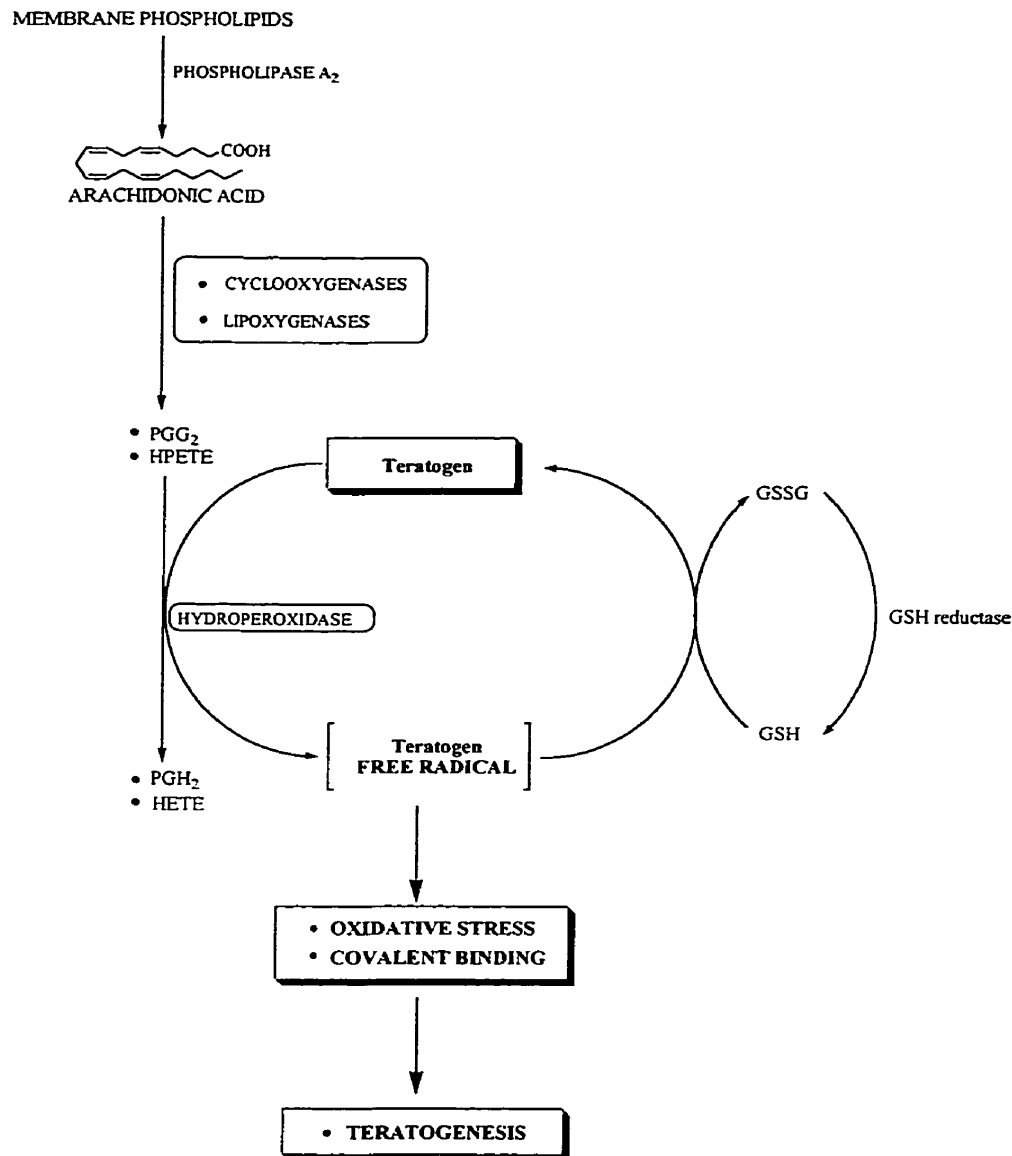 MEMBRANE PHOSPHOLIPIDS
PHOSPHOLIPASE A₂
COOH
ARACHIDONIC ACID
• CYCLOOXYGENASES
• LIPOXYGENASES
• PGG₂
• HPETE
Teratogen
GSSG
HYDROPEROXIDASE
GSH reductase
GSH
Teratogen
FREE RADICAL
• PGH₂
• HETE
• OXIDATIVE STRESS
• COVALENT BINDING
• TERATOGENESIS